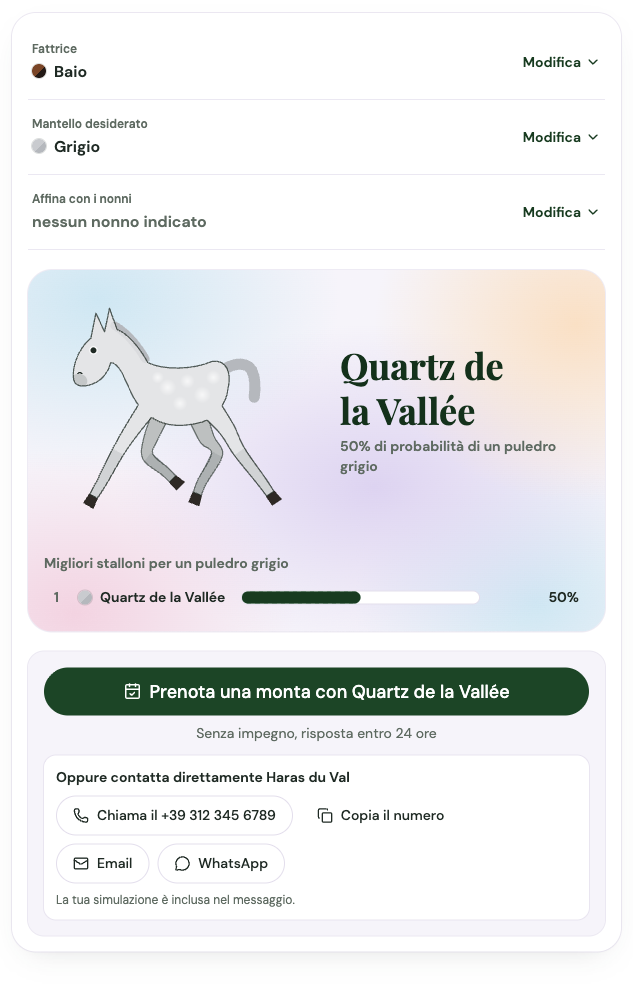 Fattrice
Baio
Modifica
Mantello desiderato
Grigio
Modifica
Affina con i nonni
nessun nonno indicato
Modifica
Quartz de
la Vallée
50% di probabilità di un puledro
grigio
Migliori stalloni per un puledro grigio
1 Quartz de la Vallée 50%
Prenota una monta con Quartz de la Vallée
Senza impegno, risposta entro 24 ore
Oppure contatta direttamente Haras du Val
Chiama il +39 312 345 6789 Copia il numero
Email WhatsApp
La tua simulazione è inclusa nel messaggio.